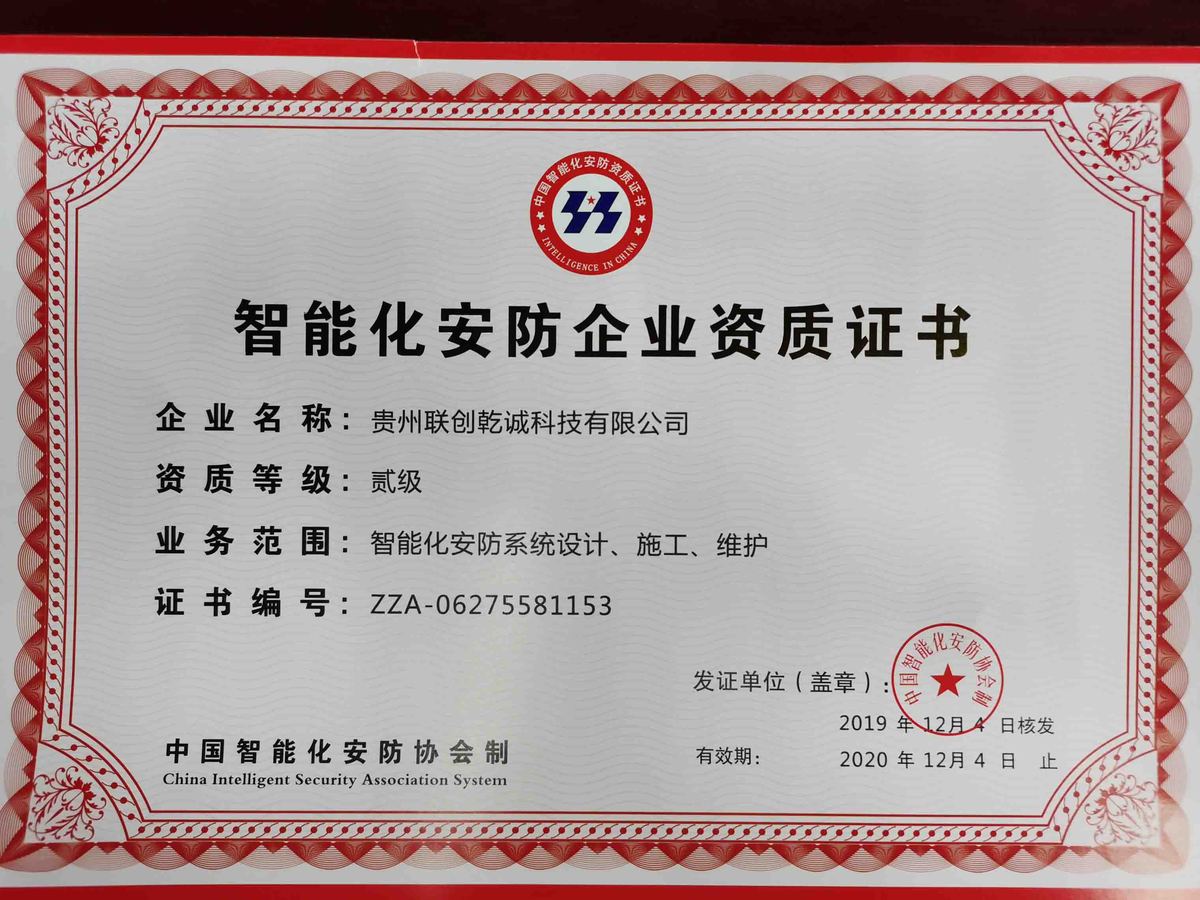 中国智能化安防资质证书
INTELLIGENCE IN CHINA
智能化安防企业资质证书
企业名称：贵州联创乾诚科技有限公司
资质等级：贰级
业务范围：智能化安防系统设计、施工、维护
证书编号：ZZA-06275581153
发证单位（盖章）：
中国智能化安防协会制
2019 年 12月 4 日核发
有效期： 2020 年 12月 4 日 止
中国智能化安防协会制
China Intelligent Security Association System